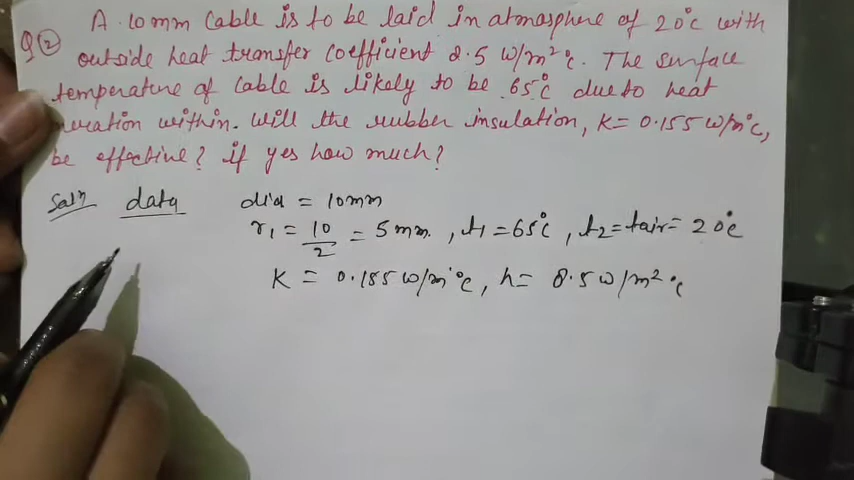 Q② A 10mm Cable is to be laid in atmosphere of 20°c with
outside heat transfer coefficient 8.5 W/m²°c. The surface
temperature of Cable is likely to be 65°c due to heat
eration within. Will the rubber insulation, K= 0.155 W/m°c,
be effective? if yes how much?
Solⁿ data dia = 10mm
r₁ = 10/2 = 5mm, t₁=65°c, t₂=tair= 20°c
K = 0.155 W/m°c, h= 8.5 W/m²°c